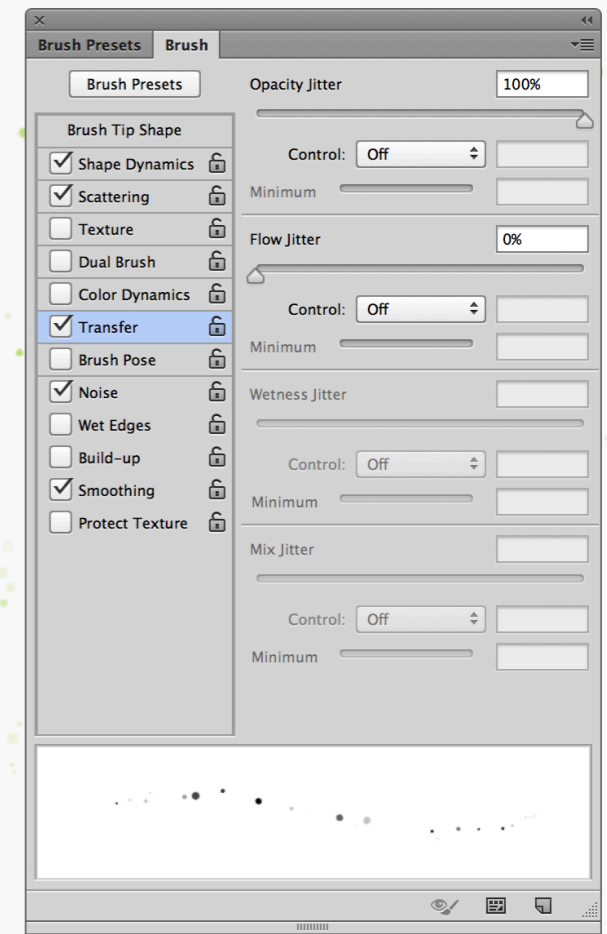 Brush Presets Brush
Brush Presets
Brush Tip Shape
Shape Dynamics
Scattering
Texture
Dual Brush
Color Dynamics
Transfer
Brush Pose
Noise
Wet Edges
Build-up
Smoothing
Protect Texture
Opacity Jitter 100%
Control: Off
Minimum
Flow Jitter 0%
Control: Off
Minimum
Wetness Jitter
Control: Off
Minimum
Mix Jitter
Control: Off
Minimum